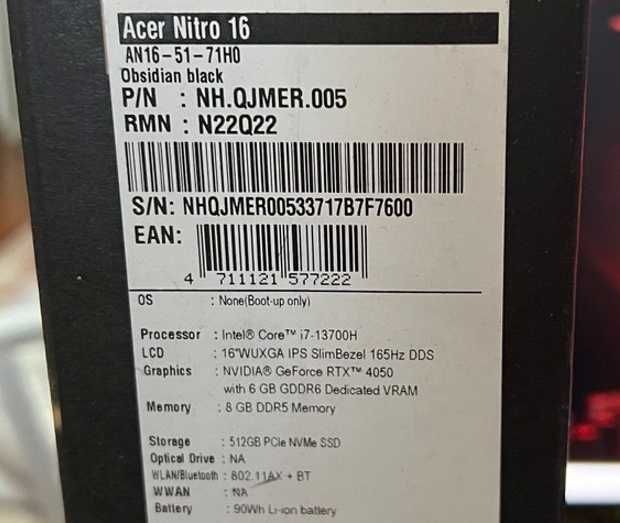 Acer Nitro 16
AN16-51-71H0
Obsidian black
P/N : NH.QJMER.005
RMN : N22Q22
S/N: NHQJMER00533717B7F7600
EAN:
4 711121 577222
OS : None(Boot-up only)
Processor : Intel® Core™ i7-13700H
LCD : 16"WUXGA IPS SlimBezel 165Hz DDS
Graphics : NVIDIA® GeForce RTX™ 4050
with 6 GB GDDR6 Dedicated VRAM
Memory : 8 GB DDR5 Memory
Storage : 512GB PCIe NVMe SSD
Optical Drive : NA
WLAN/Bluetooth : 802.11AX + BT
WWAN : NA
Battery : 90Wh Li-ion battery